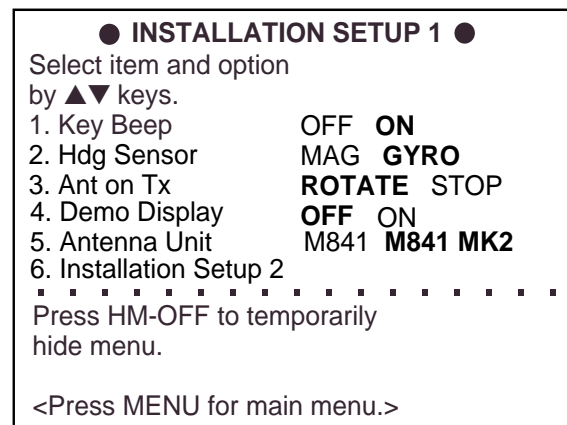 ● INSTALLATION SETUP 1 ●
Select item and option
by ▲▼ keys.
1. Key Beep OFF ON
2. Hdg Sensor MAG GYRO
3. Ant on Tx ROTATE STOP
4. Demo Display OFF ON
5. Antenna Unit M841 M841 MK2
6. Installation Setup 2
Press HM-OFF to temporarily
hide menu.
<Press MENU for main menu.>